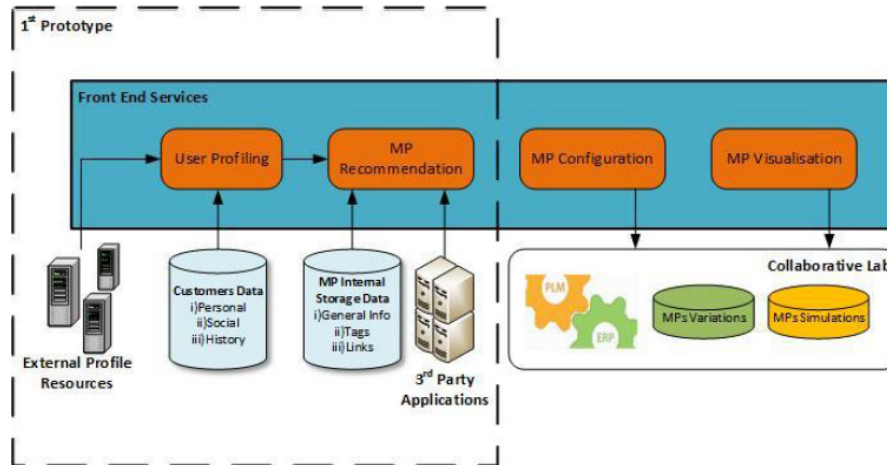 1st Prototype
Front End Services
User Profiling
MP
Recommendation
MP Configuration
MP Visualisation
Customers Data
i)Personal
ii)Social
iii)History
MP Internal
Storage Data
i)General Info
ii)Tags
iii)Links
External Profile
Resources
3rd Party
Applications
Collaborative Lab
PLM
ERP
MPs Variations
MPs Simulations